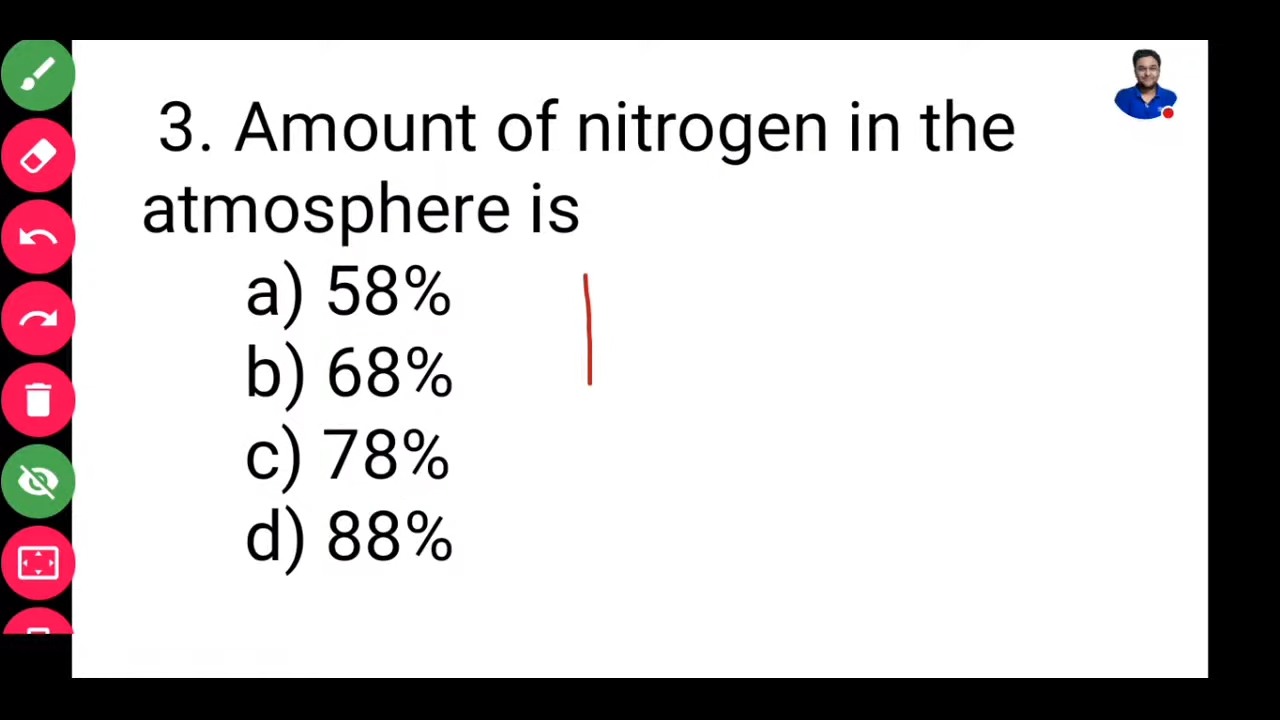 3. Amount of nitrogen in the
atmosphere is
a) 58%
b) 68%
c) 78%
d) 88%